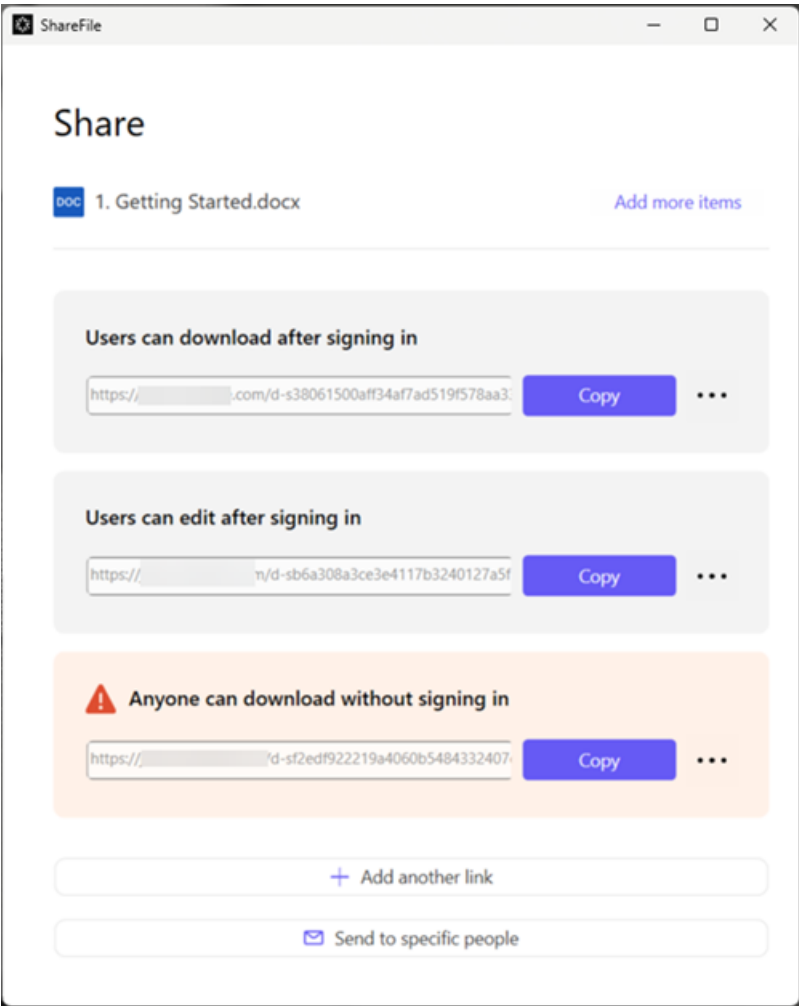 ShareFile
Share
DOC 1. Getting Started.docx Add more items
Users can download after signing in
https:// .com/d-s38061500aff34af7ad519f578aa3 Copy •••
Users can edit after signing in
https:// /d-sb6a308a3ce3e4117b3240127a5f Copy •••
Anyone can download without signing in
https:// /d-sf2edf922219a4060b5484332407 Copy •••
+ Add another link
Send to specific people